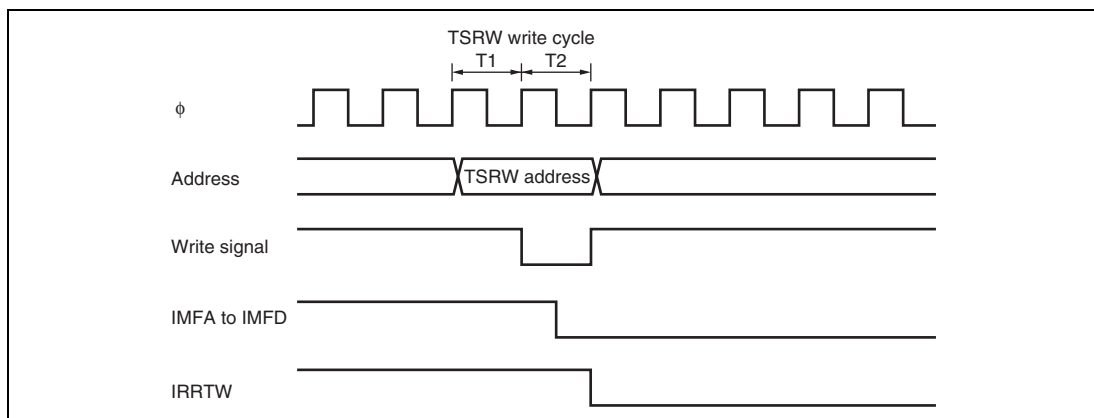 TSRW write cycle
T1 T2
ϕ
Address
TSRW address
Write signal
IMFA to IMFD
IRRTW